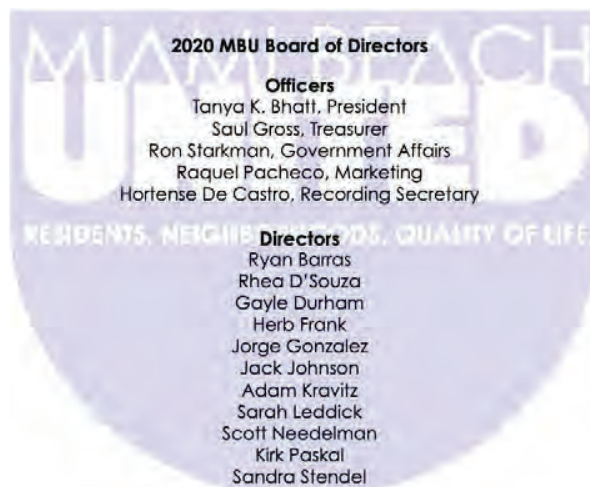 MIAMI BEACH
UNITED
2020 MBU Board of Directors
Officers
Tanya K. Bhatt, President
Saul Gross, Treasurer
Ron Starkman, Government Affairs
Raquel Pacheco, Marketing
Hortense De Castro, Recording Secretary
RESIDENTS, NEIGHBORHOODS, QUALITY OF LIFE
Directors
Ryan Barras
Rhea D'Souza
Gayle Durham
Herb Frank
Jorge Gonzalez
Jack Johnson
Adam Kravitz
Sarah Leddick
Scott Needelman
Kirk Paskal
Sandra Stendel